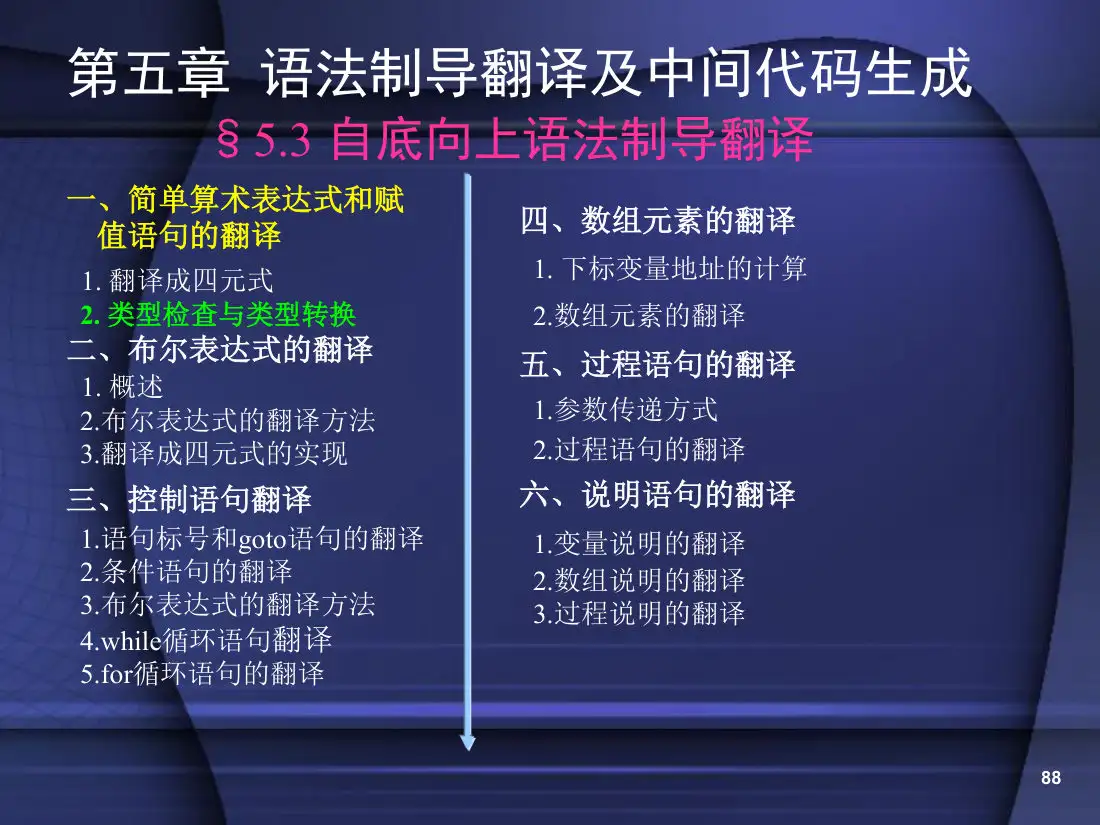 第五章 语法制导翻译及中间代码生成
§5.3 自底向上语法制导翻译
一、简单算术表达式和赋
值语句的翻译
1. 翻译成四元式
2. 类型检查与类型转换
二、布尔表达式的翻译
1. 概述
2.布尔表达式的翻译方法
3.翻译成四元式的实现
三、控制语句翻译
1.语句标号和goto语句的翻译
2.条件语句的翻译
3.布尔表达式的翻译方法
4.while循环语句翻译
5.for循环语句的翻译
四、数组元素的翻译
1. 下标变量地址的计算
2.数组元素的翻译
五、过程语句的翻译
1.参数传递方式
2.过程语句的翻译
六、说明语句的翻译
1.变量说明的翻译
2.数组说明的翻译
3.过程说明的翻译
88